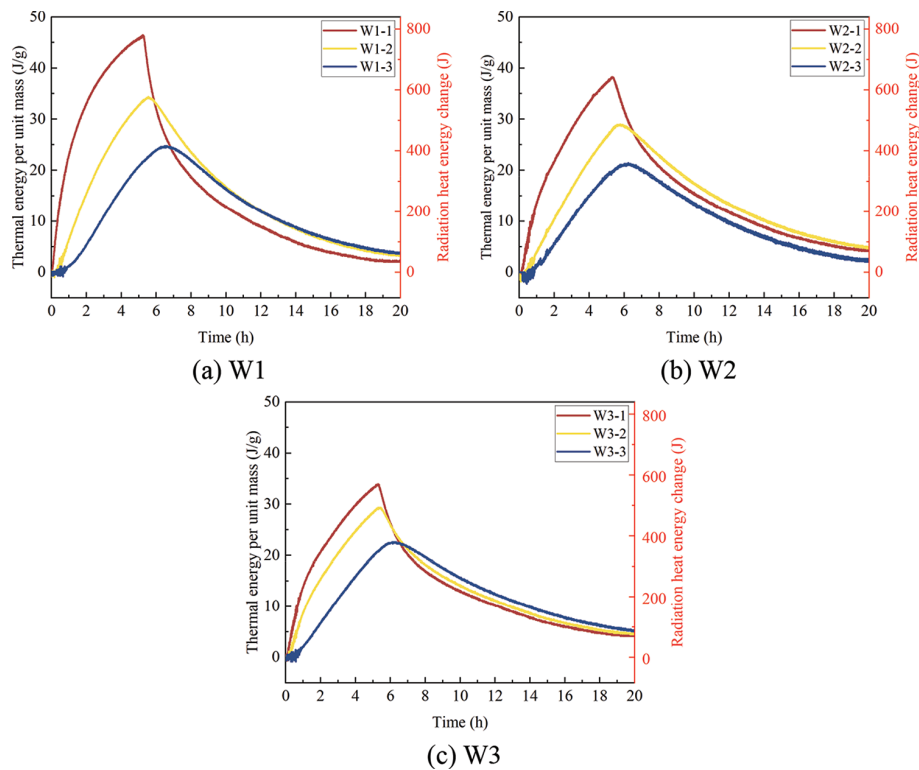 50
40
30
20
10
0
Thermal energy per unit mass (J/g)
W1-1
W1-2
W1-3
800
600
400
200
0
Radiation heat energy change (J)
0 2 4 6 8 10 12 14 16 18 20
Time (h)
(a) W1
50
40
30
20
10
0
Thermal energy per unit mass (J/g)
W2-1
W2-2
W2-3
800
600
400
200
0
Radiation heat energy change (J)
0 2 4 6 8 10 12 14 16 18 20
Time (h)
(b) W2
50
40
30
20
10
0
Thermal energy per unit mass (J/g)
W3-1
W3-2
W3-3
800
600
400
200
0
Radiation heat energy change (J)
0 2 4 6 8 10 12 14 16 18 20
Time (h)
(c) W3